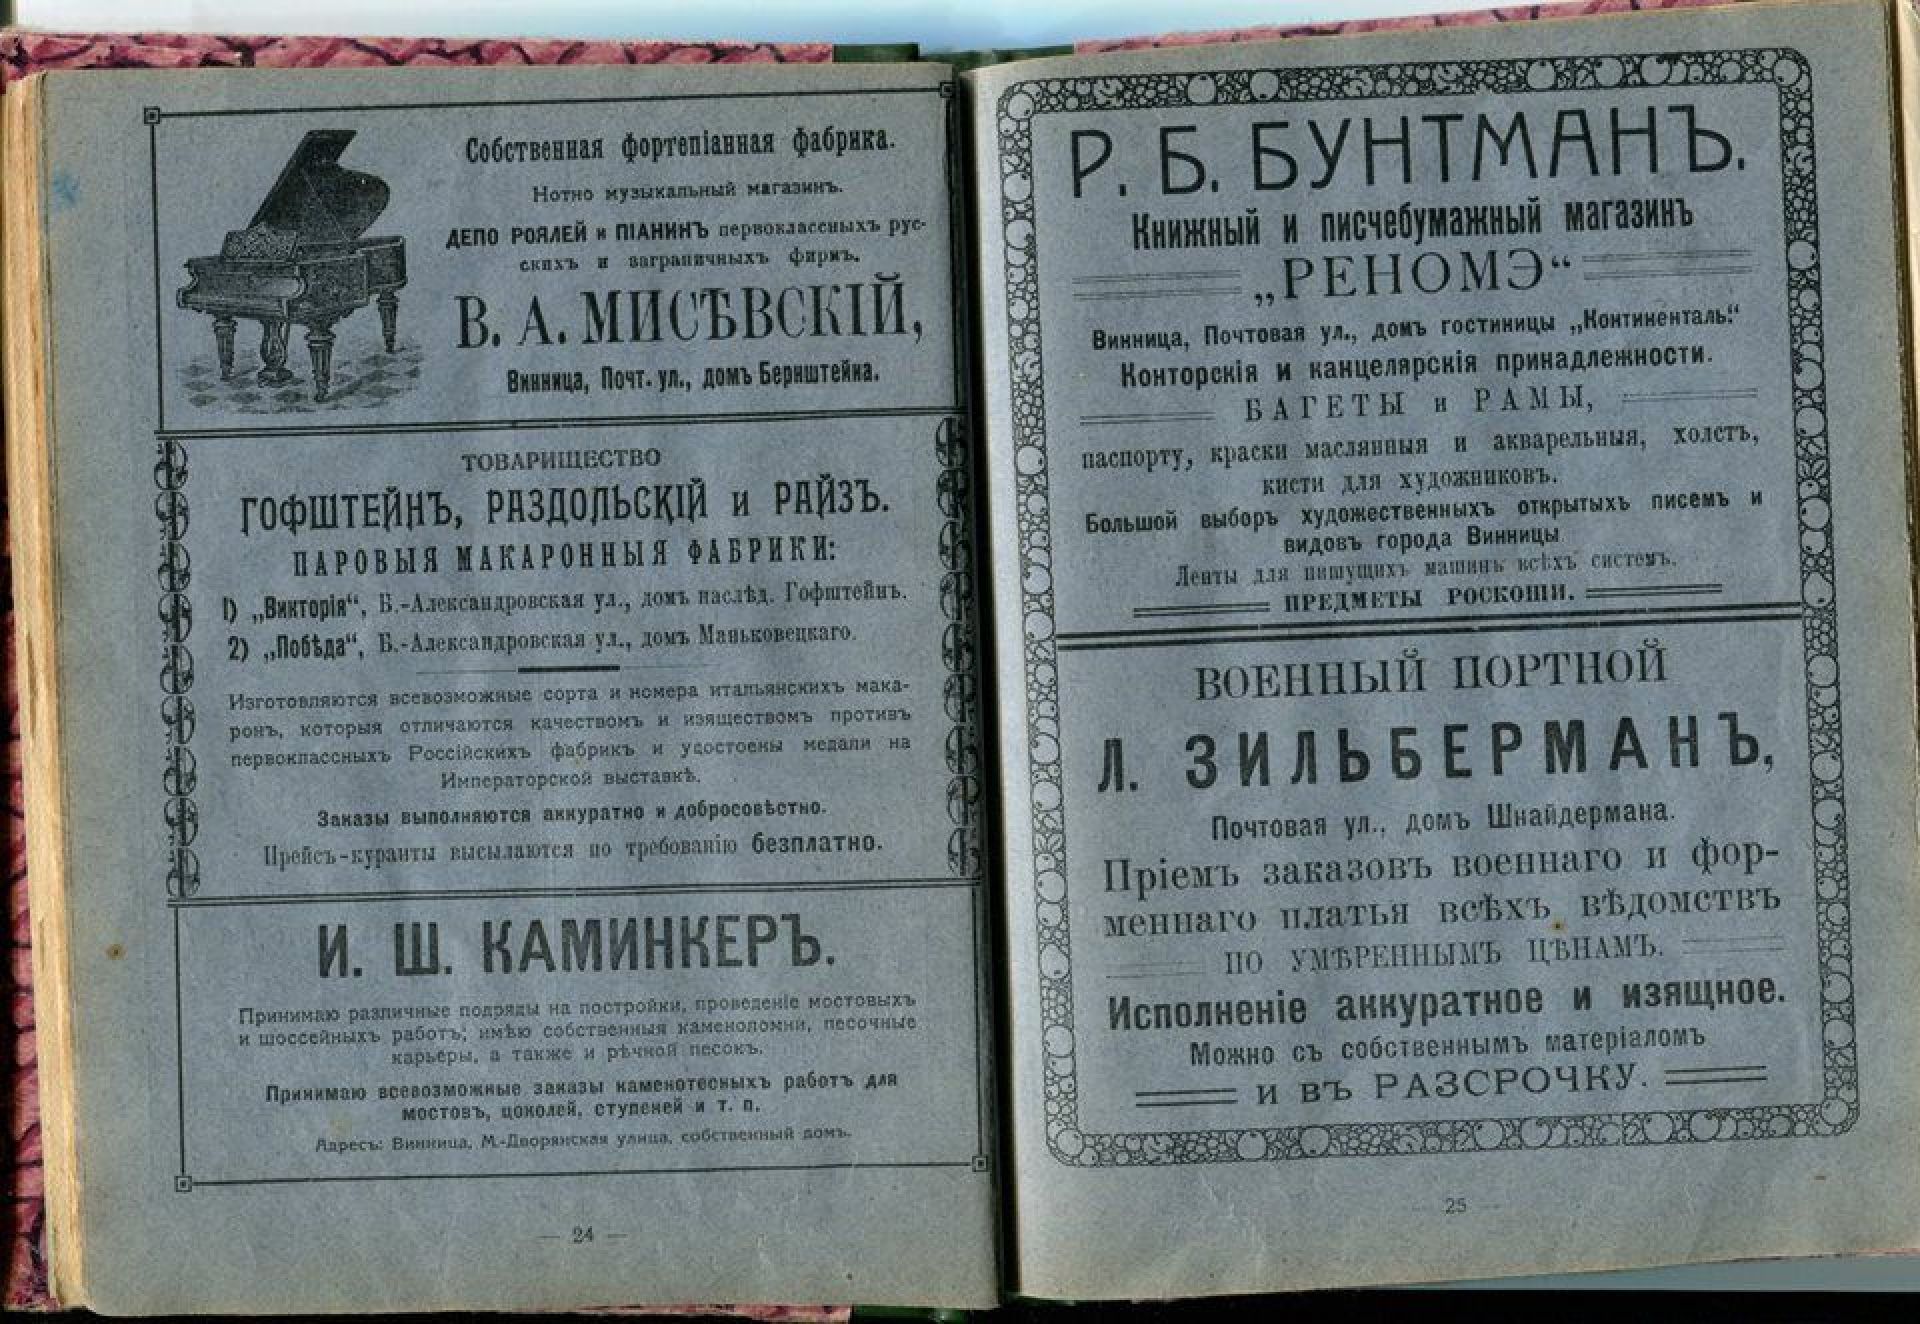 Собственная фортепіанная фабрика.
Нотно музыкальный магазинъ.
ДЕПО РОЯЛЕЙ и ПІАНИНЪ первоклассныхъ рус-
скихъ и заграничныхъ фирмъ.
В. А. МИСѢВСКІЙ,
Винница, Почт. ул., домъ Бернштейна.
ТОВАРИЩЕСТВО
ГОФШТЕЙНЪ, РАЗДОЛЬСКІЙ и РАЙЗЪ.
ПАРОВЫЯ МАКАРОННЫЯ ФАБРИКИ:
1) „Викторія“, Б.-Александровская ул., домъ наслѣд. Гофштейнъ.
2) „Побѣда“, Б.-Александровская ул., домъ Маньковецкаго.
Изготовляются всевозможные сорта и номера итальянскихъ мака-
ронъ, которыя отличаются качествомъ и изяществомъ противъ
первоклассныхъ Россійскихъ фабрикъ и удостоены медали на
Императорской выставкѣ.
Заказы выполняются аккуратно и добросовѣстно.
Прейсъ-куранты высылаются по требованію безплатно.
И. Ш. КАМИНКЕРЪ.
Принимаю различные подряды на постройки, проведеніе мостовыхъ
и шоссейныхъ работъ; имѣю собственныя каменоломни, песочные
карьеры, а также и рѣчной песокъ.
Принимаю всевозможные заказы каменотесныхъ работъ для
мостовъ, цоколей, ступеней и т. п.
Адресъ: Винница, М.-Дворянская улица, собственный домъ.
— 24 —
Р. Б. БУНТМАНЪ.
Книжный и писчебумажный магазинъ
„РЕНОМЭ“
Винница, Почтовая ул., домъ гостиницы „Континенталь“.
Конторскія и канцелярскія принадлежности.
БАГЕТЫ и РАМЫ,
паспорту, краски маслянныя и акварельныя, холстъ,
кисти для художниковъ.
Большой выборъ художественныхъ открытыхъ писемъ и
видовъ города Винницы
Ленты для пишущихъ машинъ всѣхъ системъ.
ПРЕДМЕТЫ РОСКОШИ.
ВОЕННЫЙ ПОРТНОЙ
Л. ЗИЛЬБЕРМАНЪ,
Почтовая ул., домъ Шнайдермана.
Пріемъ заказовъ военнаго и фор-
меннаго платья всѣхъ вѣдомствъ
ПО УМѢРЕННЫМЪ ЦѢНАМЪ.
Исполненіе аккуратное и изящное.
Можно съ собственнымъ матеріаломъ
И ВЪ РАЗСРОЧКУ.
25